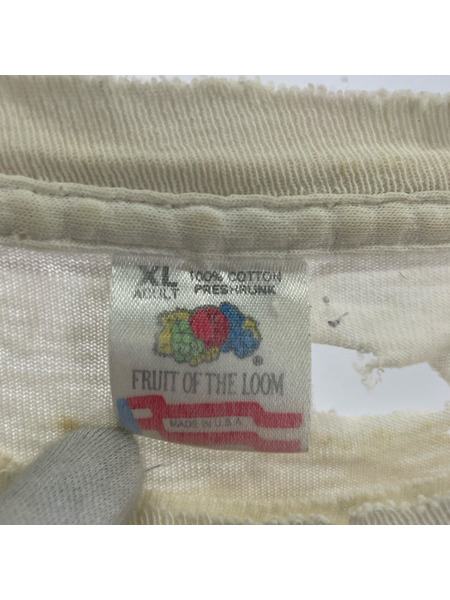 XL 100% COTTON
ADULT PRESHRUNK
®
FRUIT OF THE LOOM
MADE IN U.S.A.